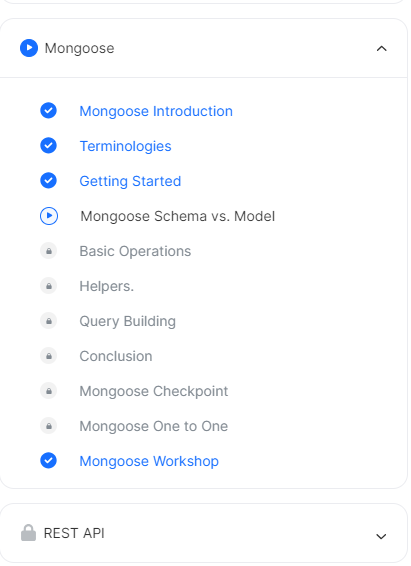 Mongoose
Mongoose Introduction
Terminologies
Getting Started
Mongoose Schema vs. Model
Basic Operations
Helpers.
Query Building
Conclusion
Mongoose Checkpoint
Mongoose One to One
Mongoose Workshop
REST API